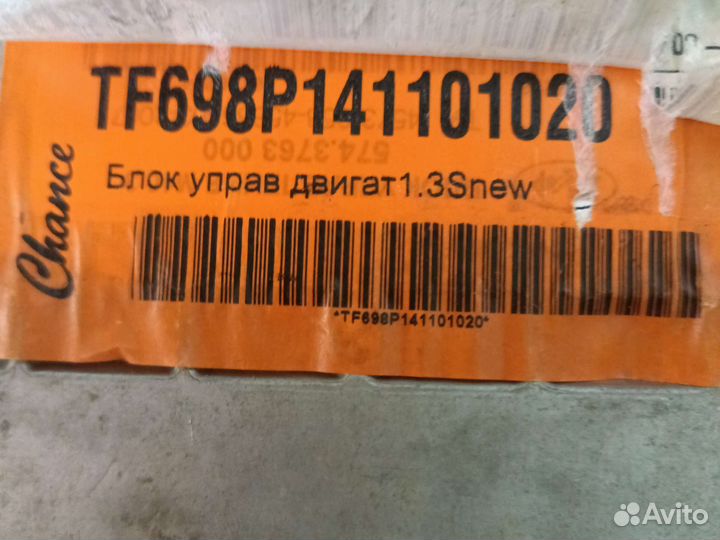 TF698P141101020
574.3763 000
Блок управ двигат1.3Snew
Chance
*TF698P141101020*
Avito